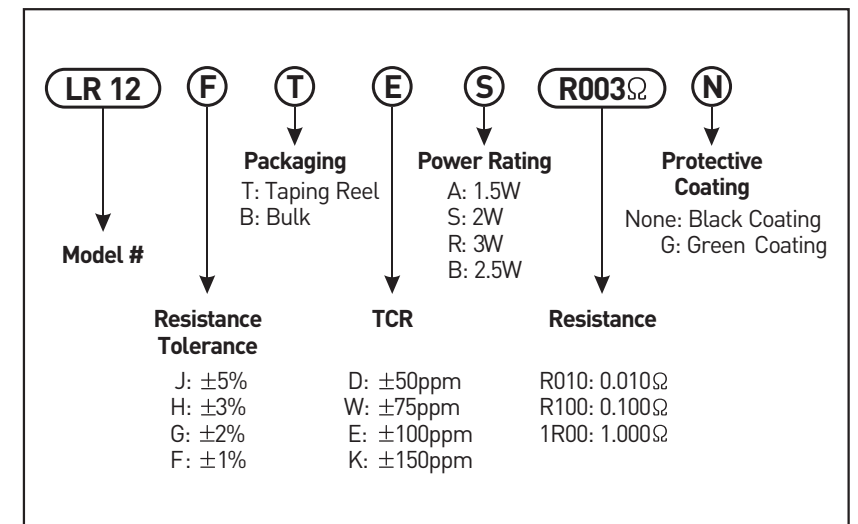 LR 12 F T E S R003Ω N
Packaging
T: Taping Reel
B: Bulk
Power Rating
A: 1.5W
S: 2W
R: 3W
B: 2.5W
Protective
Coating
None: Black Coating
G: Green Coating
Model #
Resistance
Tolerance
J: ±5%
H: ±3%
G: ±2%
F: ±1%
TCR
D: ±50ppm
W: ±75ppm
E: ±100ppm
K: ±150ppm
Resistance
R010: 0.010Ω
R100: 0.100Ω
1R00: 1.000Ω